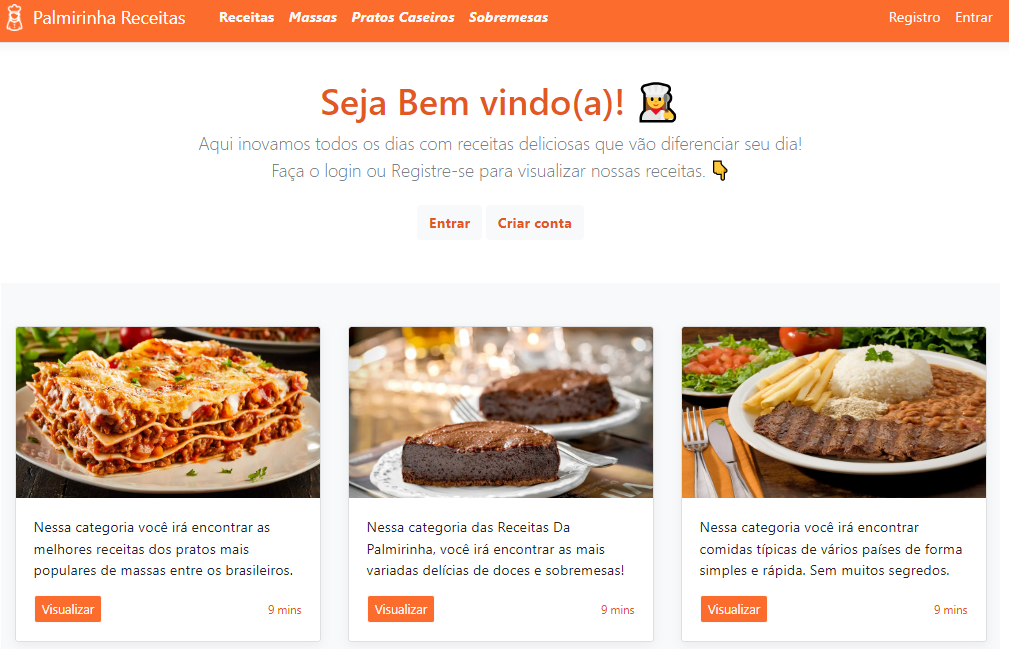 Palmirinha Receitas Receitas Massas Pratos Caseiros Sobremesas Registro Entrar
Seja Bem vindo(a)!
Aqui inovamos todos os dias com receitas deliciosas que vão diferenciar seu dia!
Faça o login ou Registre-se para visualizar nossas receitas.
Entrar Criar conta
Nessa categoria você irá encontrar as
melhores receitas dos pratos mais
populares de massas entre os brasileiros.
Visualizar 9 mins
Nessa categoria das Receitas Da
Palmirinha, você irá encontrar as mais
variadas delícias de doces e sobremesas!
Visualizar 9 mins
Nessa categoria você irá encontrar
comidas típicas de vários países de forma
simples e rápida. Sem muitos segredos.
Visualizar 9 mins